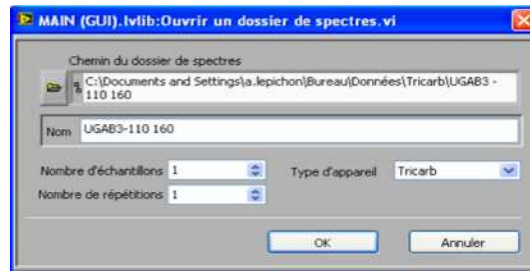 MAIN (GUI).lvlib:Ouvrir un dossier de spectres.vi
Chemin du dossier de spectres
C:\Documents and Settings\a.lepichon\Bureau\Données\Tricarb\UGAB3 -
110 160
Nom UGAB3-110 160
Nombre d'échantillons 1 Type d'appareil Tricarb
Nombre de répétitions 1
OK Annuler